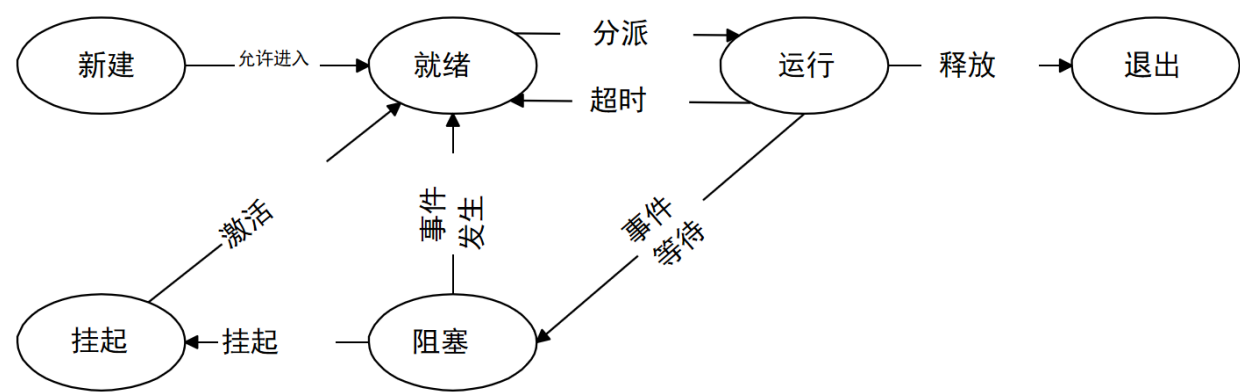 新建
允许进入
就绪
分派
运行
释放
退出
超时
激活
事件
发生
事件
等待
挂起
挂起
阻塞